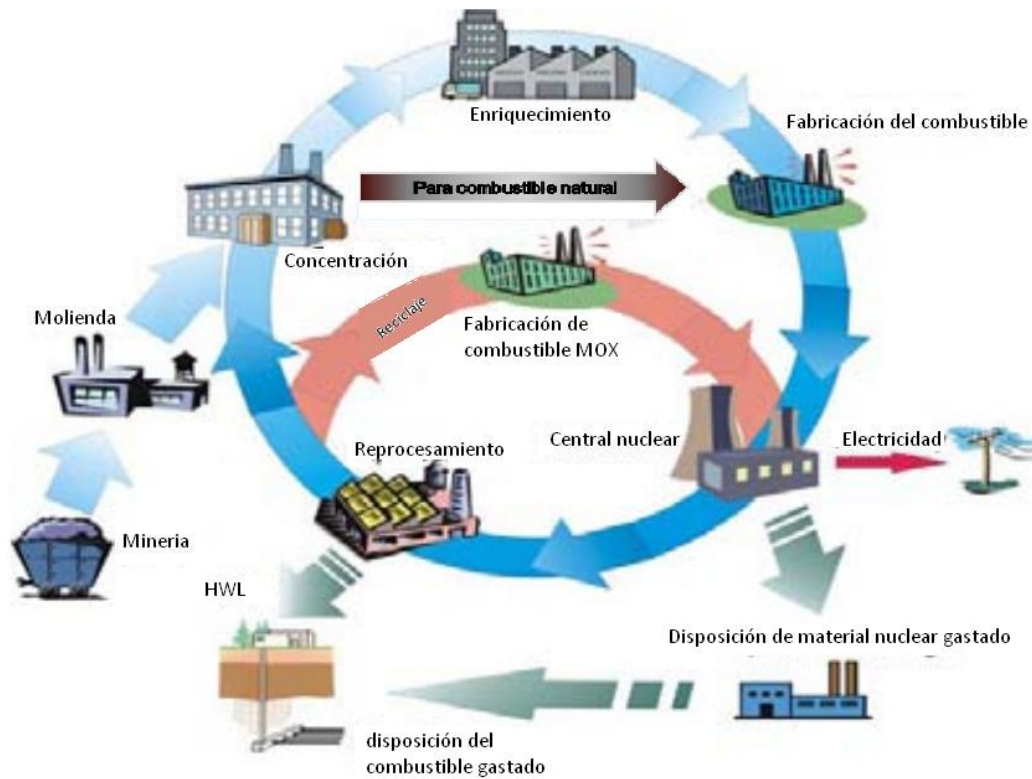 Enriquecimiento
Fabricación del combustible
Para combustible natural
Concentración
Reciclaje
Molienda
Fabricación de
combustible MOX
Central nuclear
Electricidad
Reprocesamiento
Mineria
HWL
Disposición de material nuclear gastado
disposición del
combustible gastado